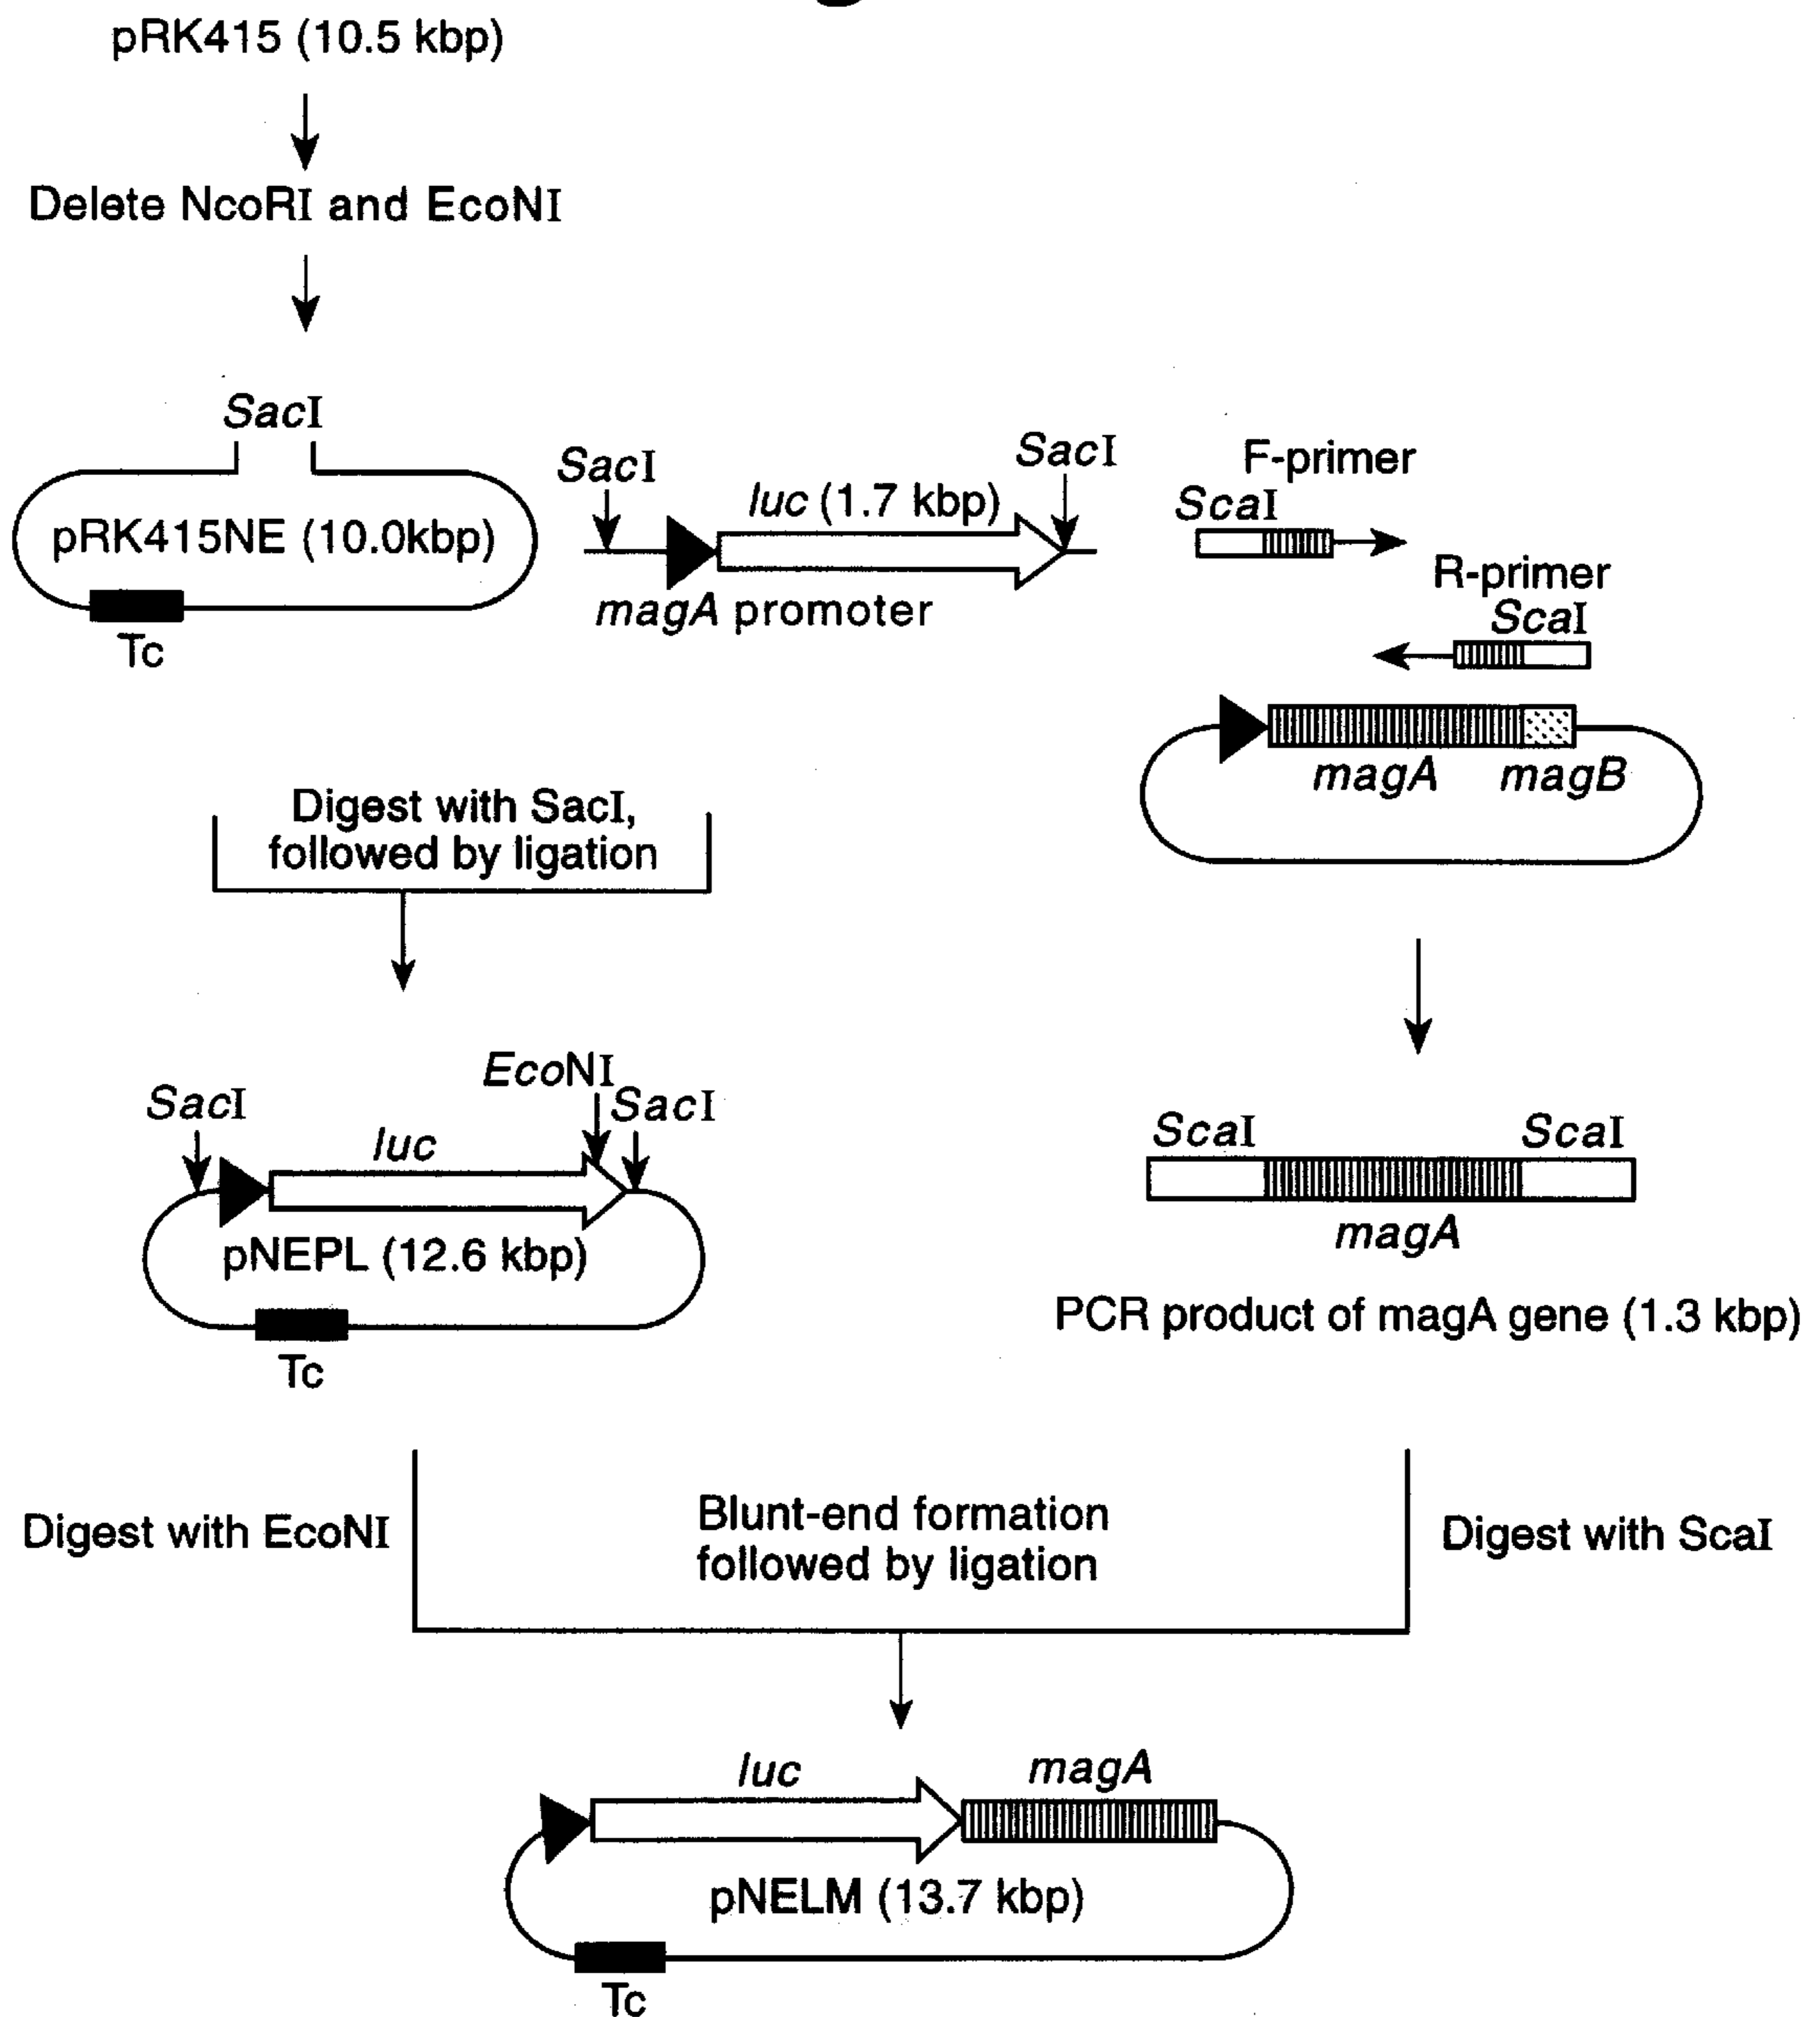 pRK415 (10.5 kbp)
Delete NcoRI and EcoNI
SacI
pRK415NE (10.0kbp)
Tc
SacI
luc (1.7 kbp)
SacI
magA promoter
F-primer
ScaI
R-primer
ScaI
magA
magB
Digest with SacI,
followed by ligation
SacI
luc
EcoNI
SacI
pNEPL (12.6 kbp)
Tc
ScaI
ScaI
magA
PCR product of magA gene (1.3 kbp)
Digest with EcoNI
Blunt-end formation
followed by ligation
Digest with ScaI
luc
magA
pNELM (13.7 kbp)
Tc